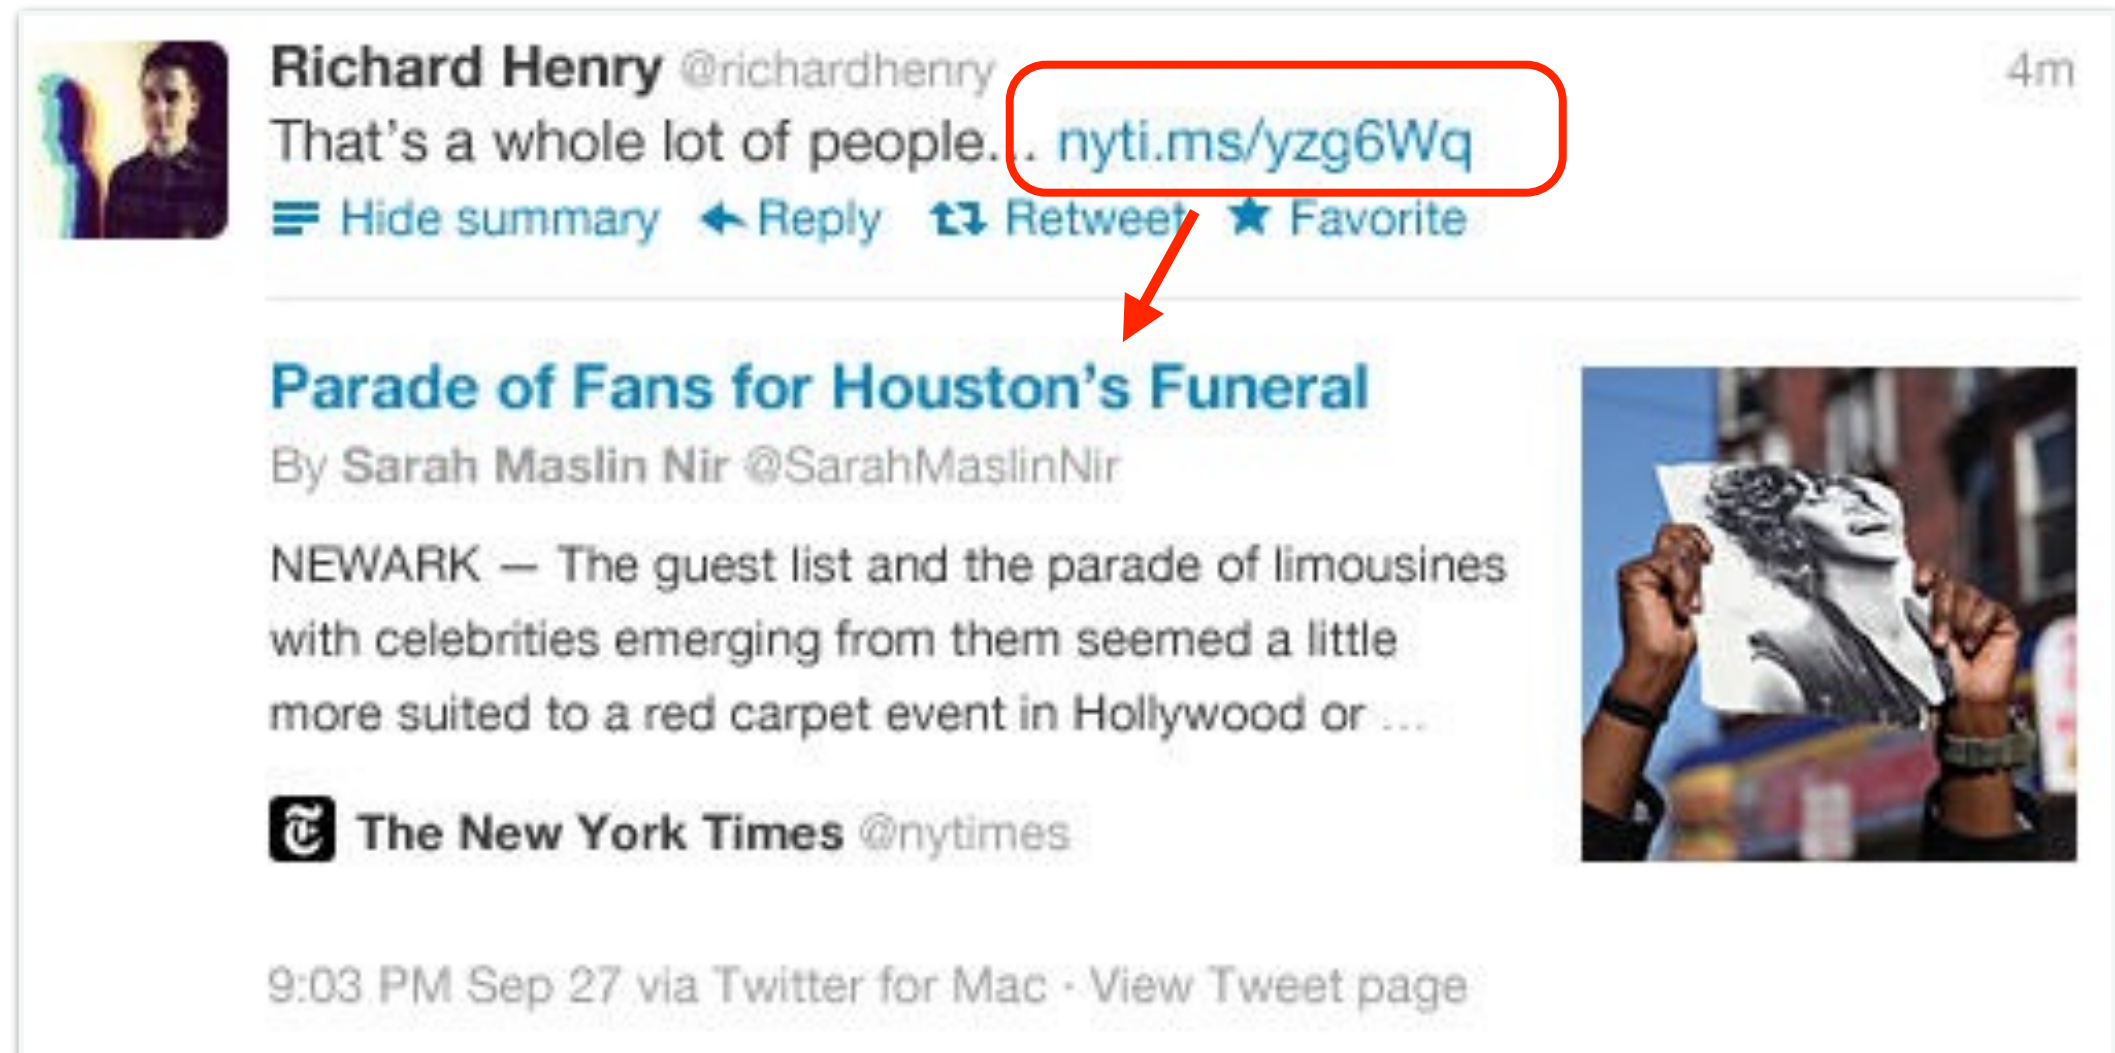 Richard Henry @richardhenry 4m
That's a whole lot of people... nyti.ms/yzg6Wq
Hide summary Reply Retweet Favorite
Parade of Fans for Houston's Funeral
By Sarah Maslin Nir @SarahMaslinNir
NEWARK — The guest list and the parade of limousines
with celebrities emerging from them seemed a little
more suited to a red carpet event in Hollywood or ...
The New York Times @nytimes
9:03 PM Sep 27 via Twitter for Mac · View Tweet page